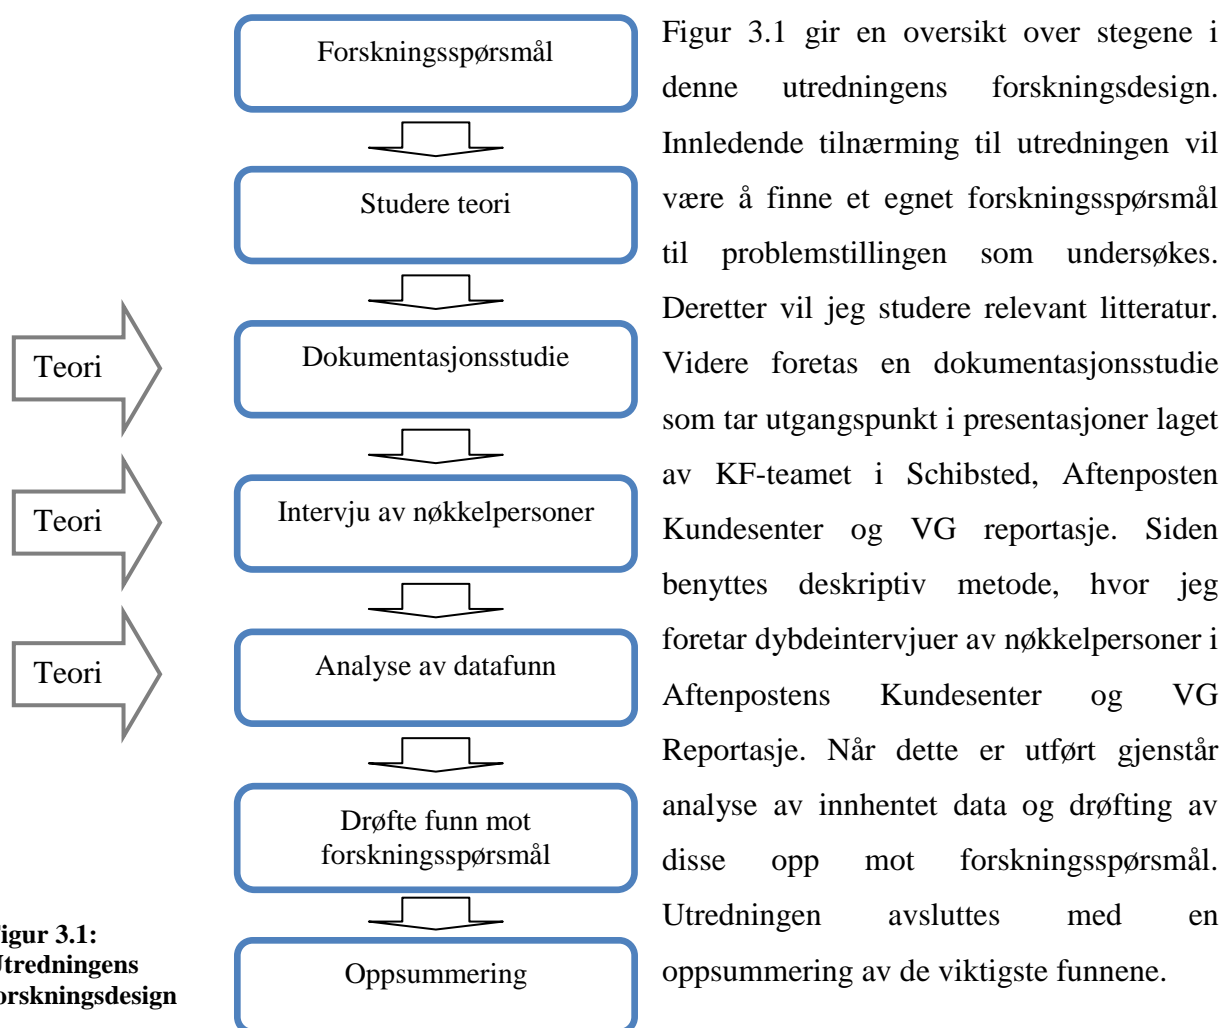 Forskningsspørsmål
Studere teori
Teori
Dokumentasjonsstudie
Teori
Intervju av nøkkelpersoner
Teori
Analyse av datafunn
Drøfte funn mot
forskningsspørsmål
Oppsummering
igur 3.1:
Utredningens
orskningsdesign
Figur 3.1 gir en oversikt over stegene i
denne utredningens forskningsdesign.
Innledende tilnærming til utredningen vil
være å finne et egnet forskningsspørsmål
til problemstillingen som undersøkes.
Deretter vil jeg studere relevant litteratur.
Videre foretas en dokumentasjonsstudie
som tar utgangspunkt i presentasjoner laget
av KF-teamet i Schibsted, Aftenposten
Kundesenter og VG reportasje. Siden
benyttes deskriptiv metode, hvor jeg
foretar dybdeintervjuer av nøkkelpersoner i
Aftenpostens Kundesenter og VG
Reportasje. Når dette er utført gjenstår
analyse av innhentet data og drøfting av
disse opp mot forskningsspørsmål.
Utredningen avsluttes med en
oppsummering av de viktigste funnene.